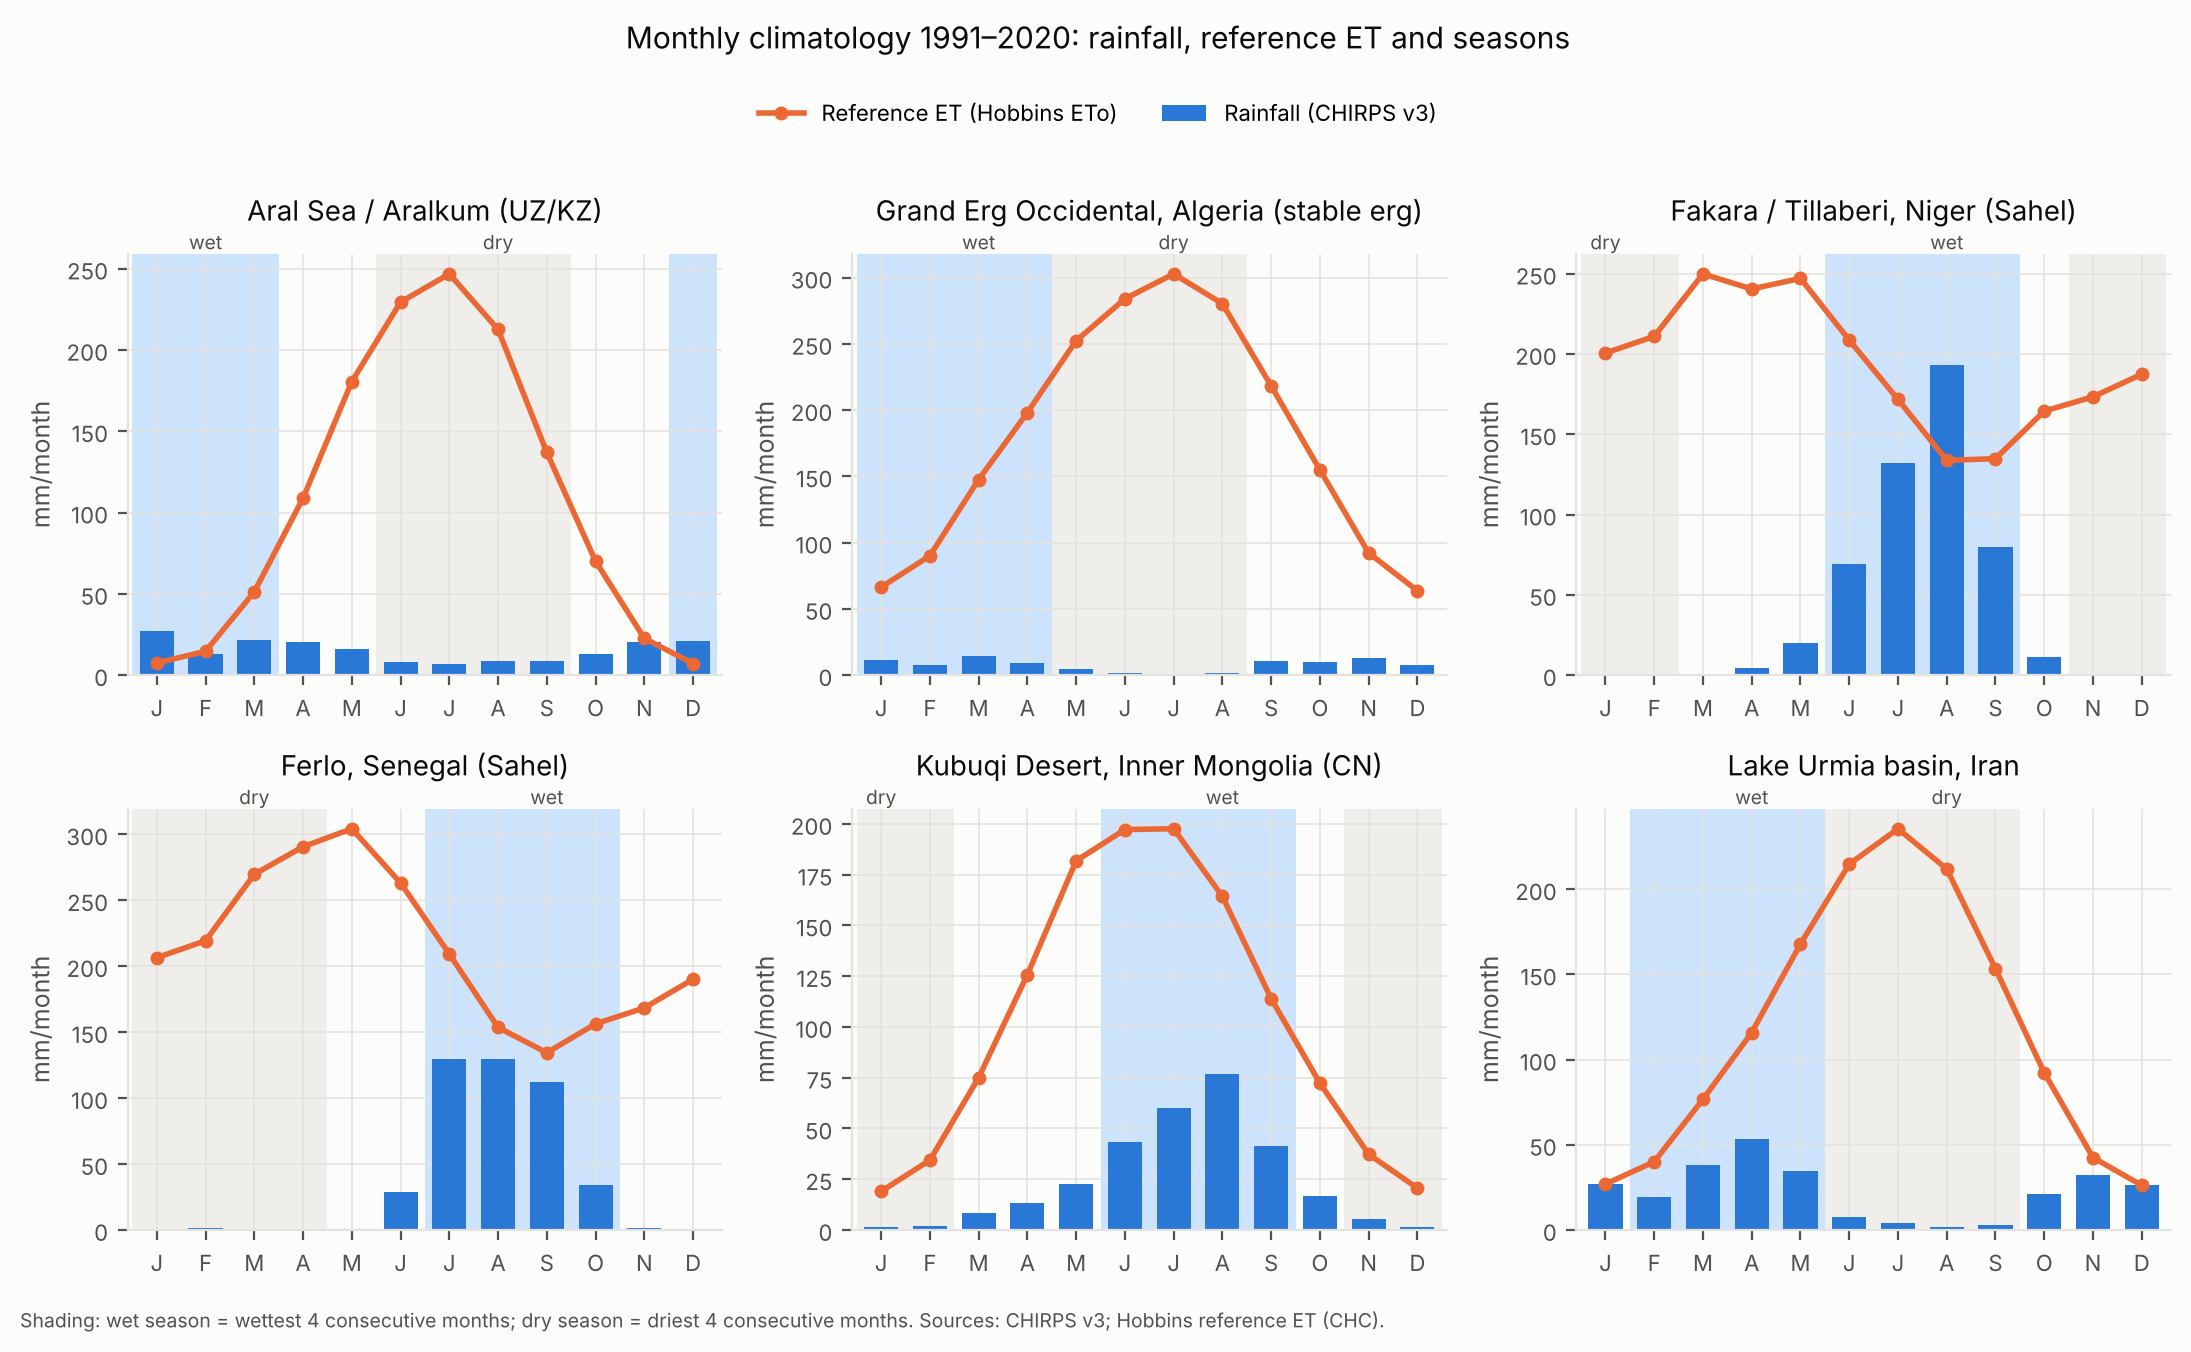 Monthly climatology 1991–2020: rainfall, reference ET and seasons
Reference ET (Hobbins ETo)
Rainfall (CHIRPS v3)
Aral Sea / Aralkum (UZ/KZ)
wet
dry
mm/month
250
200
150
100
50
0
J F M A M J J A S O N D
Grand Erg Occidental, Algeria (stable erg)
wet
dry
mm/month
300
250
200
150
100
50
0
J F M A M J J A S O N D
Fakara / Tillaberi, Niger (Sahel)
dry
wet
mm/month
250
200
150
100
50
0
J F M A M J J A S O N D
Ferlo, Senegal (Sahel)
dry
wet
mm/month
300
250
200
150
100
50
0
J F M A M J J A S O N D
Kubuqi Desert, Inner Mongolia (CN)
dry
wet
mm/month
200
175
150
125
100
75
50
25
0
J F M A M J J A S O N D
Lake Urmia basin, Iran
wet
dry
mm/month
200
150
100
50
0
J F M A M J J A S O N D
Shading: wet season = wettest 4 consecutive months; dry season = driest 4 consecutive months. Sources: CHIRPS v3; Hobbins reference ET (CHC).